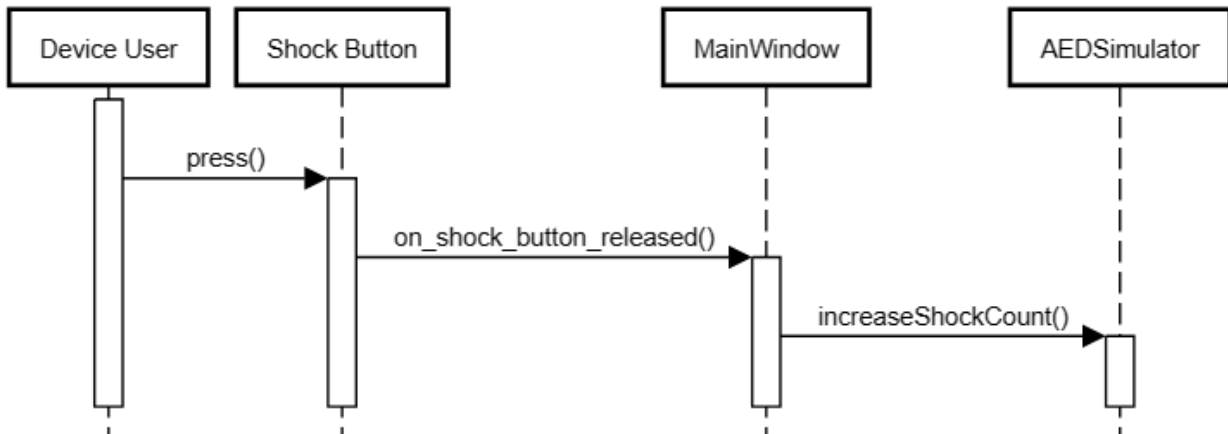 Device User
Shock Button
MainWindow
AEDSimulator
press()
on_shock_button_released()
increaseShockCount()